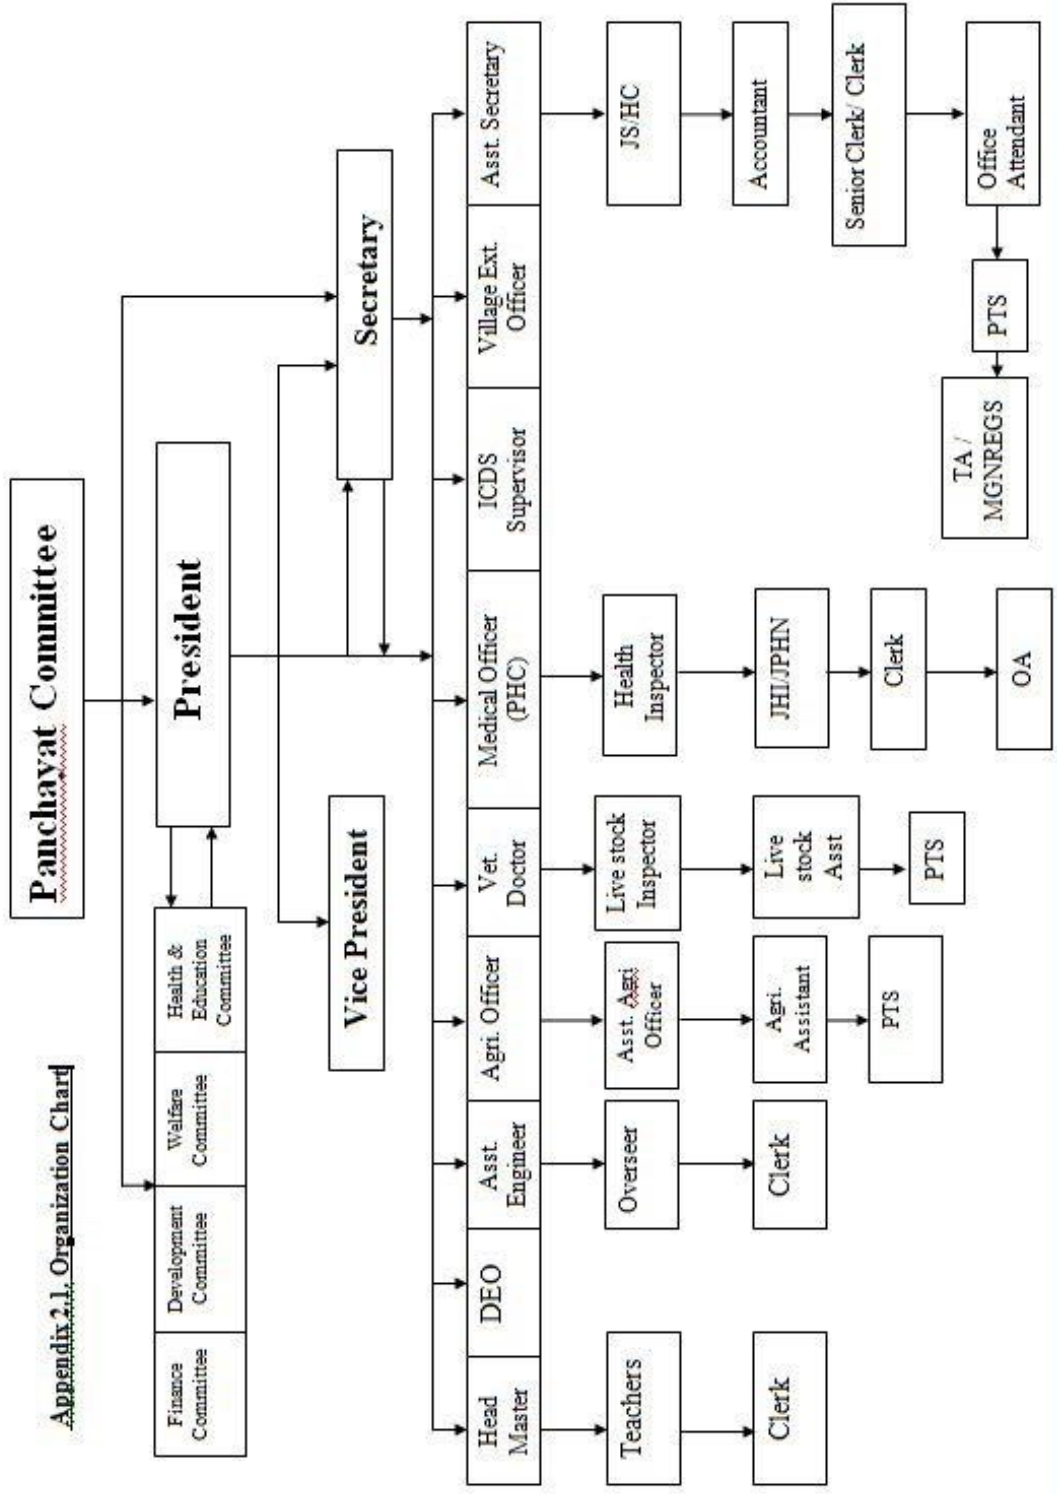 Appendix 2.1. Organization Chart
Panchayat Committee
President
Finance
Committee
Development
Committee
Welfare
Committee
Health &
Education
Committee
Vice President
Secretary
Head
Master
DEO
Asst.
Engineer
Agri. Officer
Vet.
Doctor
Medical Officer
(PHC)
ICDS
Supervisor
Village Ext.
Officer
Asst. Secretary
Teachers
Overseer
Asst. Agri
Officer
Live stock
Inspector
Health
Inspector
JS/HC
Clerk
Clerk
Agri.
Assistant
Live
stock
Asst
JHI/JPHN
Accountant
PTS
PTS
Clerk
Senior Clerk/ Clerk
OA
TA /
MGNREGS
PTS
Office
Attendant